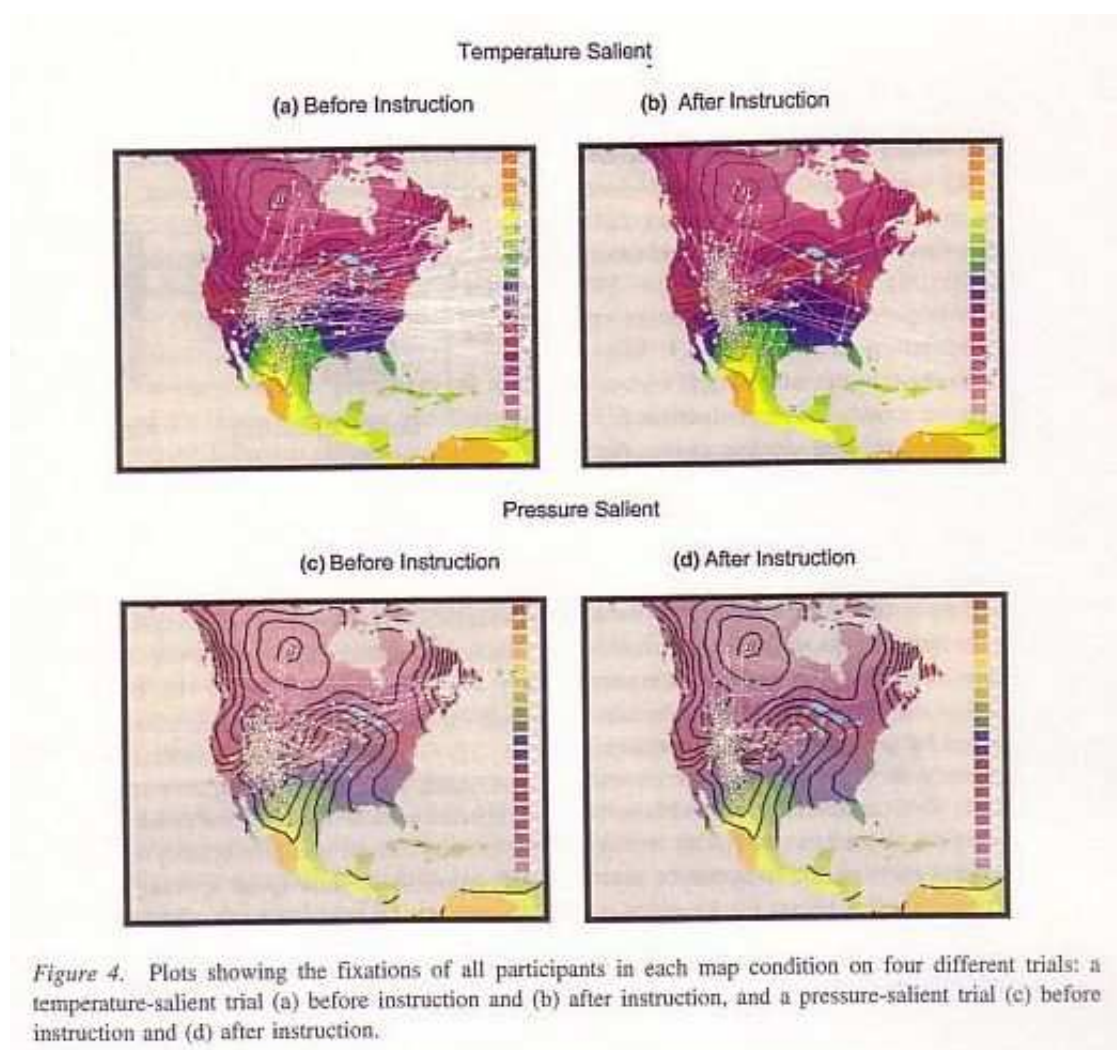 Temperature Salient
(a) Before Instruction
(b) After Instruction
Pressure Salient
(c) Before Instruction
(d) After Instruction
Figure 4. Plots showing the fixations of all participants in each map condition on four different trials: a
temperature-salient trial (a) before instruction and (b) after instruction, and a pressure-salient trial (c) before
instruction and (d) after instruction.